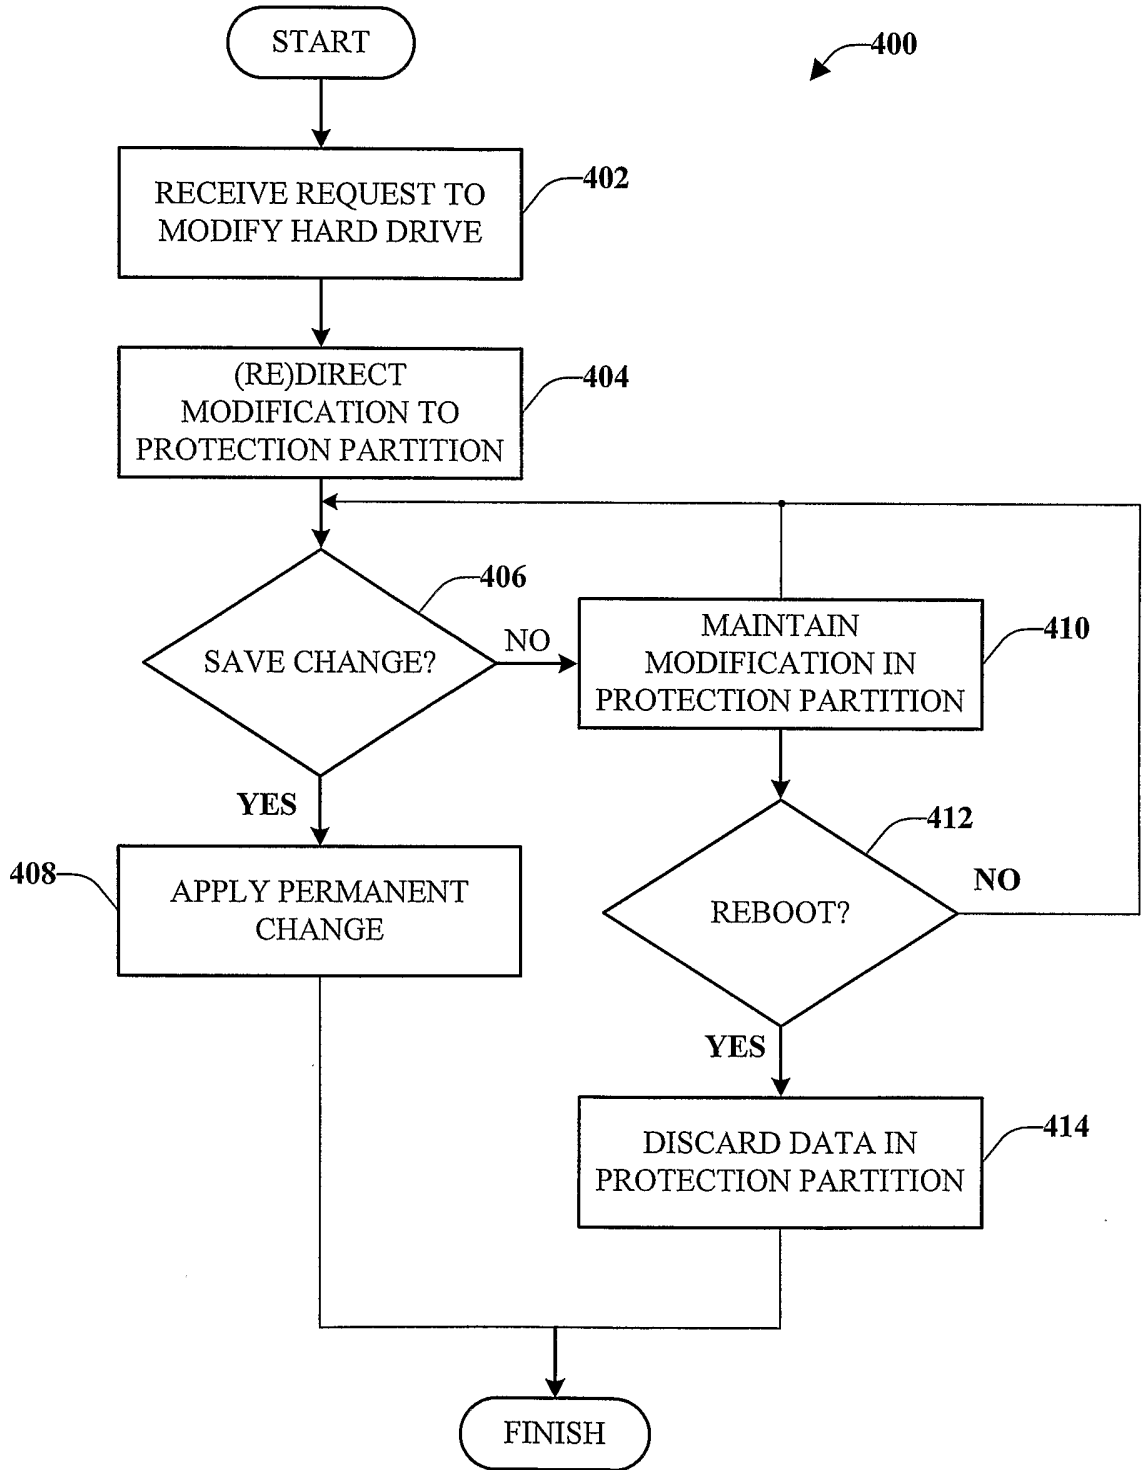 START
400
RECEIVE REQUEST TO
MODIFY HARD DRIVE
402
(RE)DIRECT
MODIFICATION TO
PROTECTION PARTITION
404
SAVE CHANGE?
406
NO
MAINTAIN
MODIFICATION IN
PROTECTION PARTITION
410
YES
408
APPLY PERMANENT
CHANGE
REBOOT?
412
NO
YES
DISCARD DATA IN
PROTECTION PARTITION
414
FINISH